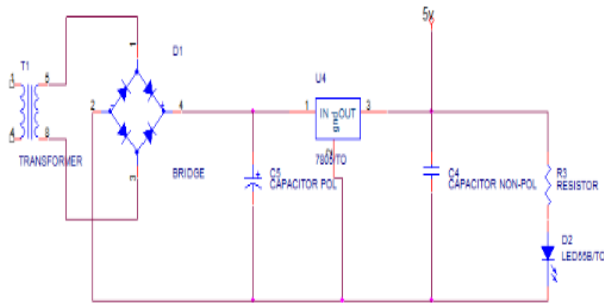 5v
T1
D1
U4
1
5
1
2
4
1
IN
OUT
3
4
8
3
TRANSFORMER
BRIDGE
7805/TO
C5
CAPACITOR POL
C4
CAPACITOR NON-POL
R3
RESISTOR
D2